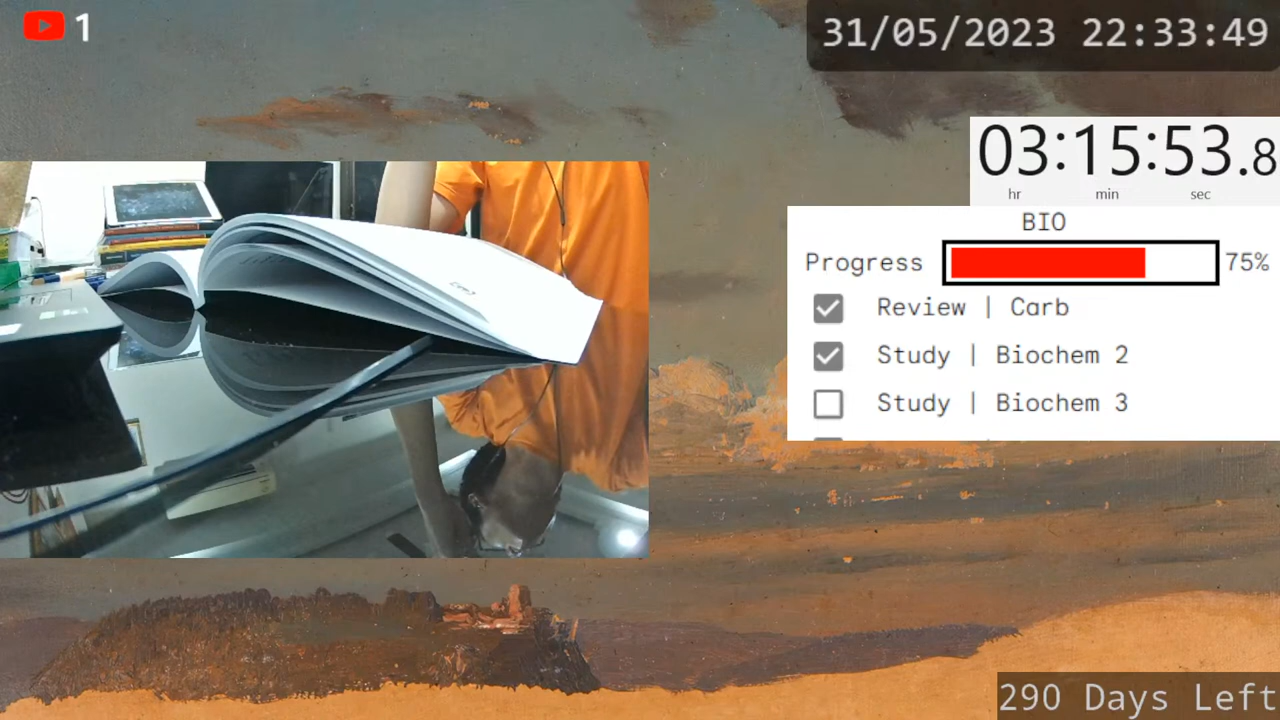 1
31/05/2023 22:33:49
03:15:53.8
hr min sec
BIO
Progress 75%
Review | Carb
Study | Biochem 2
Study | Biochem 3
290 Days Left